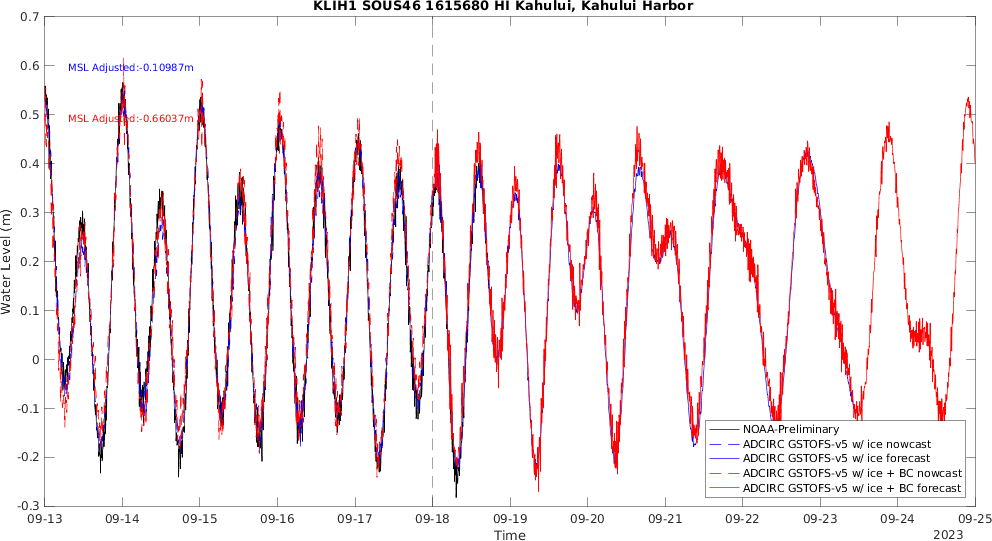 KLIH1 SOUS46 1615680 HI Kahului, Kahului Harbor
0.7
0.6
0.5
0.4
0.3
0.2
0.1
0
-0.1
-0.2
-0.3
Water Level (m)
MSL Adjusted:-0.10987m
MSL Adjusted:-0.66037m
NOAA-Preliminary
ADCIRC GSTOFS-v5 w/ ice nowcast
ADCIRC GSTOFS-v5 w/ ice forecast
ADCIRC GSTOFS-v5 w/ ice + BC nowcast
ADCIRC GSTOFS-v5 w/ ice + BC forecast
09-13 09-14 09-15 09-16 09-17 09-18 09-19 09-20 09-21 09-22 09-23 09-24 09-25
Time
2023